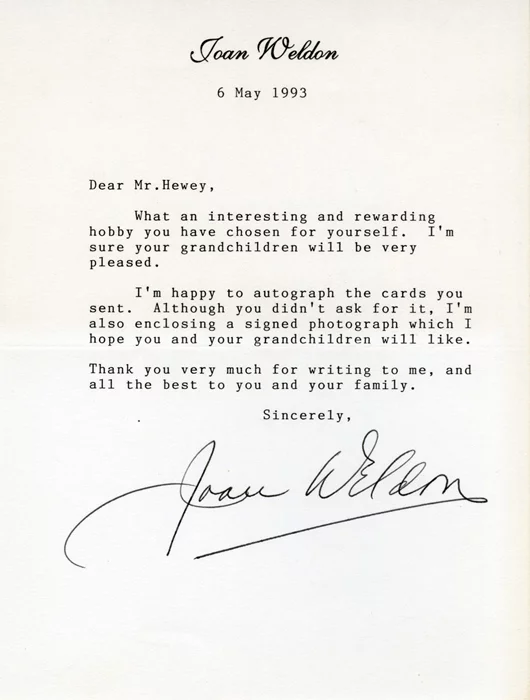 Joan Weldon
6 May 1993
Dear Mr.Hewey,
What an interesting and rewarding
hobby you have chosen for yourself.  I'm
sure your grandchildren will be very
pleased.
I'm happy to autograph the cards you
sent.  Although you didn't ask for it, I'm
also enclosing a signed photograph which I
hope you and your grandchildren will like.
Thank you very much for writing to me, and
all the best to you and your family.
Sincerely,
Joan Weldon